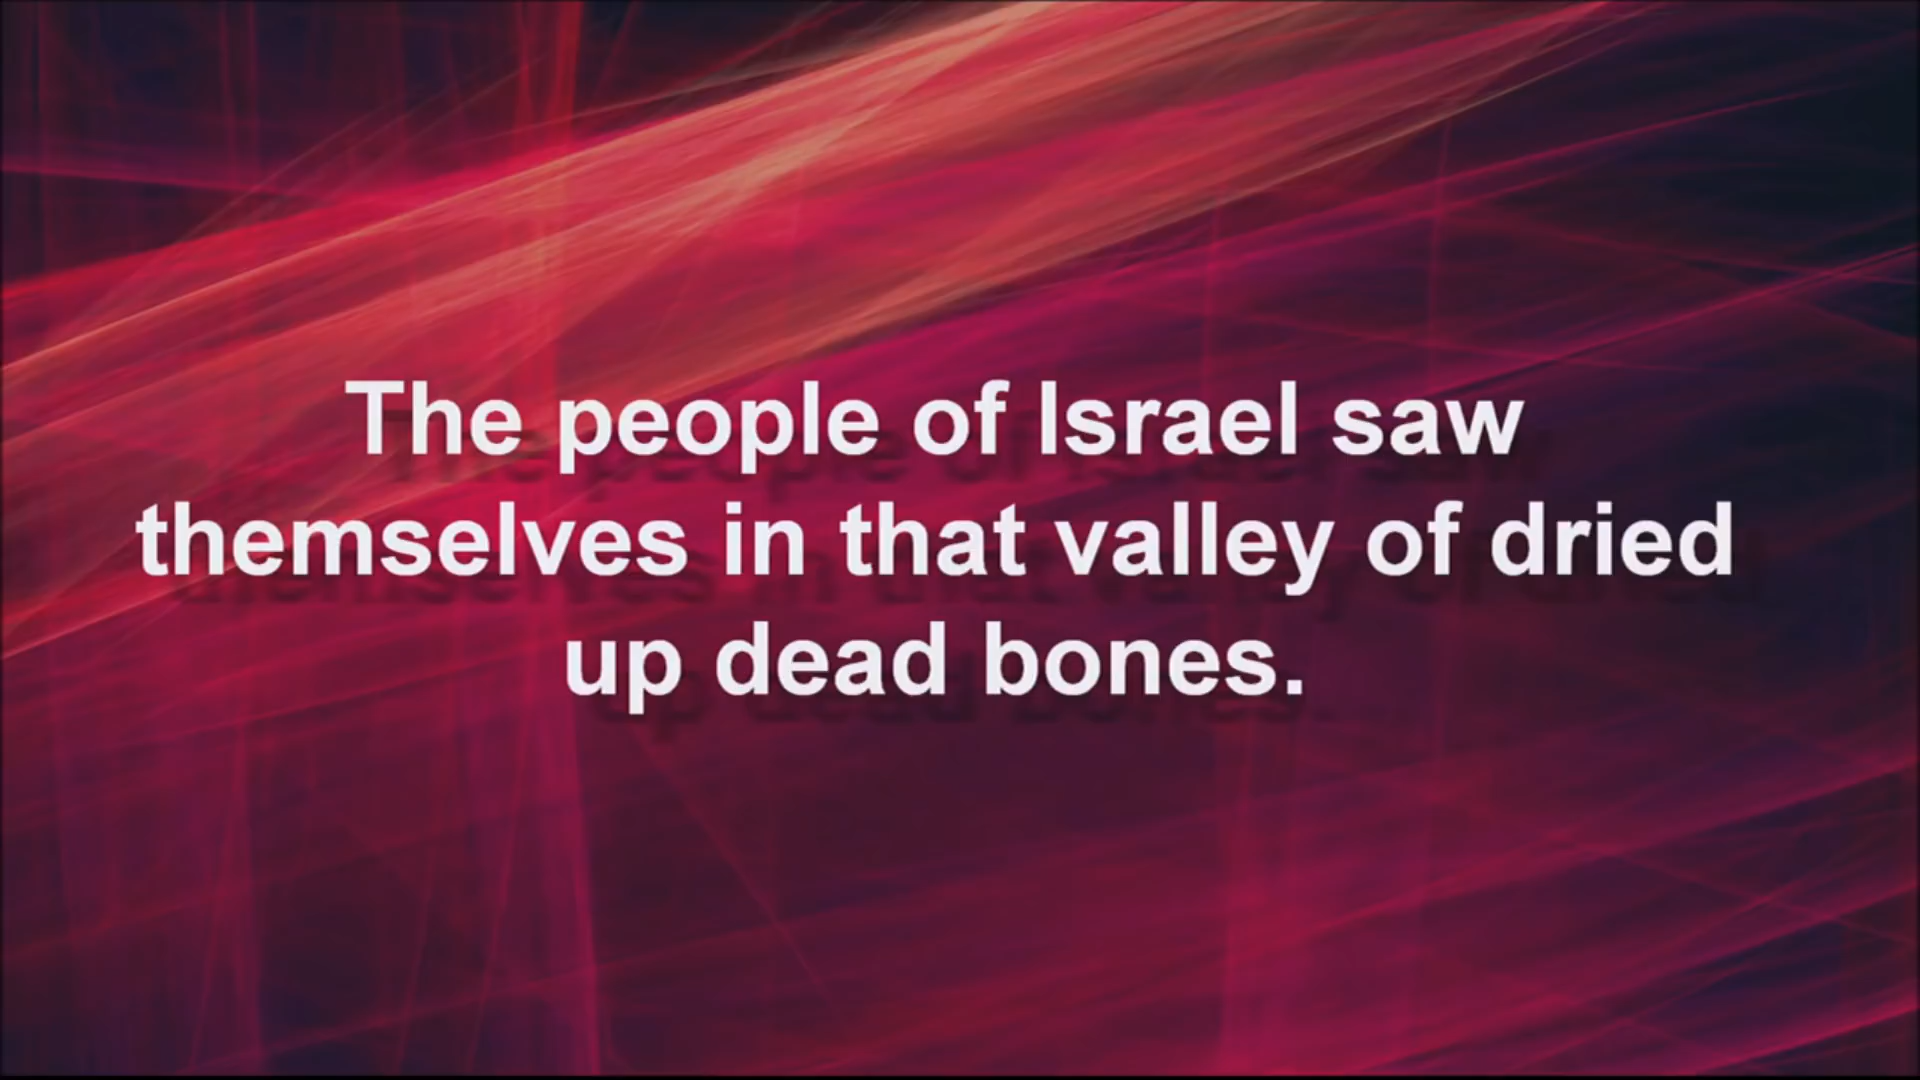 The people of Israel saw
themselves in that valley of dried
up dead bones.